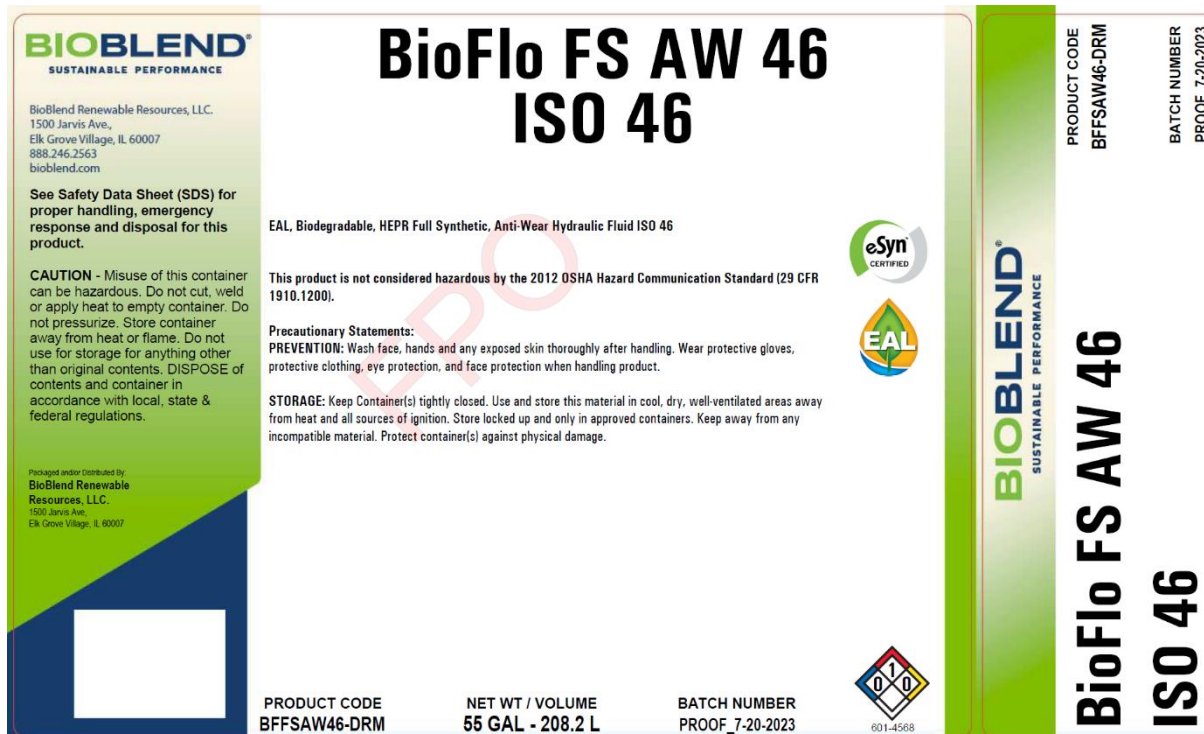 BIOBLEND®
SUSTAINABLE PERFORMANCE
BioBlend Renewable Resources, LLC.
1500 Jarvis Ave.,
Elk Grove Village, IL 60007
888.246.2563
bioblend.com
See Safety Data Sheet (SDS) for
proper handling, emergency
response and disposal for this
product.
CAUTION - Misuse of this container
can be hazardous. Do not cut, weld
or apply heat to empty container. Do
not pressurize. Store container
away from heat or flame. Do not
use for storage for anything other
than original contents. DISPOSE of
contents and container in
accordance with local, state &
federal regulations.
Packaged and/or Distributed By:
BioBlend Renewable
Resources, LLC.
1500 Jarvis Ave,
Elk Grove Village, IL 60007
BioFlo FS AW 46
ISO 46
EAL, Biodegradable, HEPR Full Synthetic, Anti-Wear Hydraulic Fluid ISO 46
This product is not considered hazardous by the 2012 OSHA Hazard Communication Standard (29 CFR
1910.1200).
Precautionary Statements:
PREVENTION: Wash face, hands and any exposed skin thoroughly after handling. Wear protective gloves,
protective clothing, eye protection, and face protection when handling product.
STORAGE: Keep Container(s) tightly closed. Use and store this material in cool, dry, well-ventilated areas away
from heat and all sources of ignition. Store locked up and only in approved containers. Keep away from any
incompatible material. Protect container(s) against physical damage.
FPO
eSyn
CERTIFIED
EAL
PRODUCT CODE
BFFSAW46-DRM
NET WT / VOLUME
55 GAL - 208.2 L
BATCH NUMBER
PROOF_7-20-2023
1
0 0
601-4568
BIOBLEND®
SUSTAINABLE PERFORMANCE
BioFlo FS AW 46
ISO 46
PRODUCT CODE
BFFSAW46-DRM
BATCH NUMBER
PROOF_7-20-2023